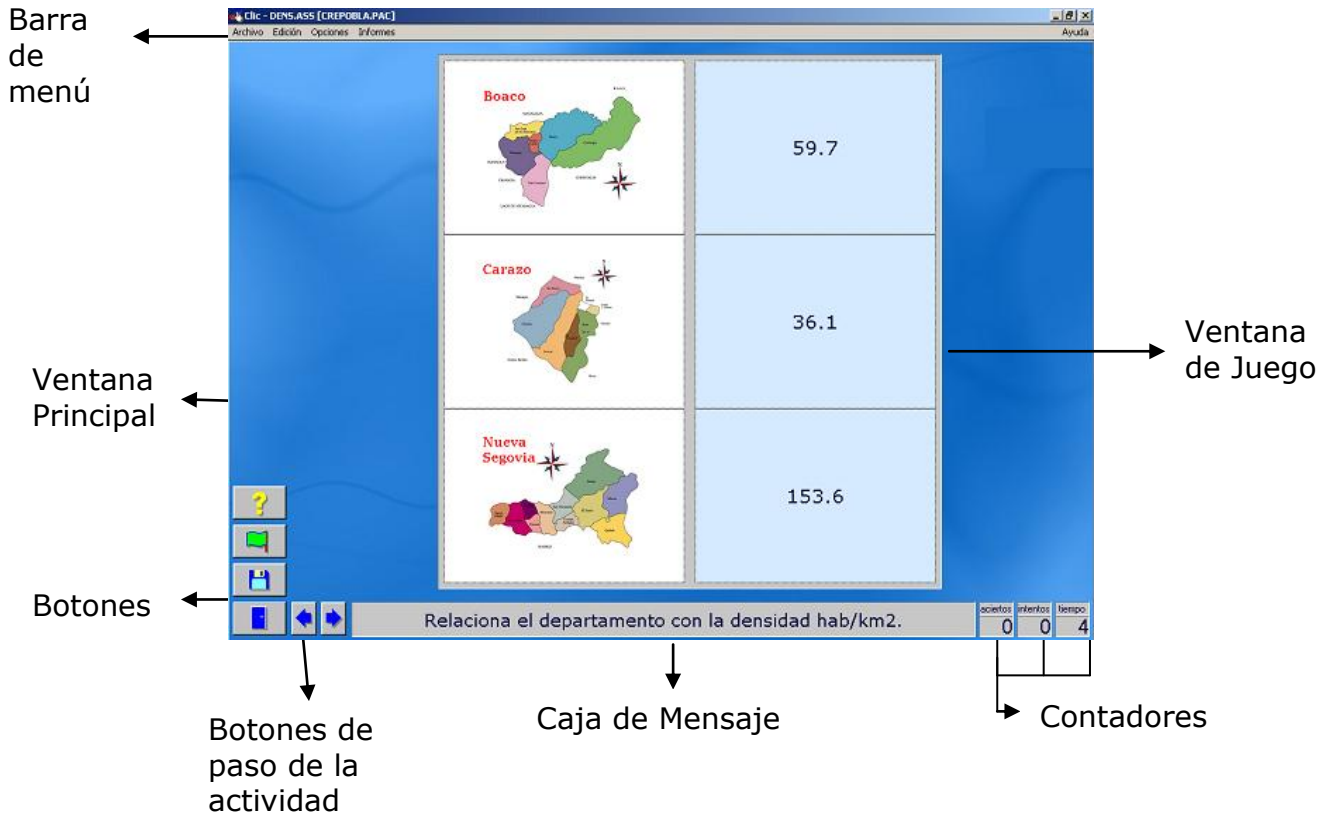 Barra
de
menú
Clic - DENS.ASS [CREPOBLA.PAC]
Archivo Edición Opciones Informes Ayuda
Boaco
59.7
Carazo
36.1
Nueva
Segovia
153.6
Ventana
de Juego
Ventana
Principal
Botones
Relaciona el departamento con la densidad hab/km2.
aciertos intentos tiempo
0 0 4
Botones de
paso de la
actividad
Caja de Mensaje
Contadores